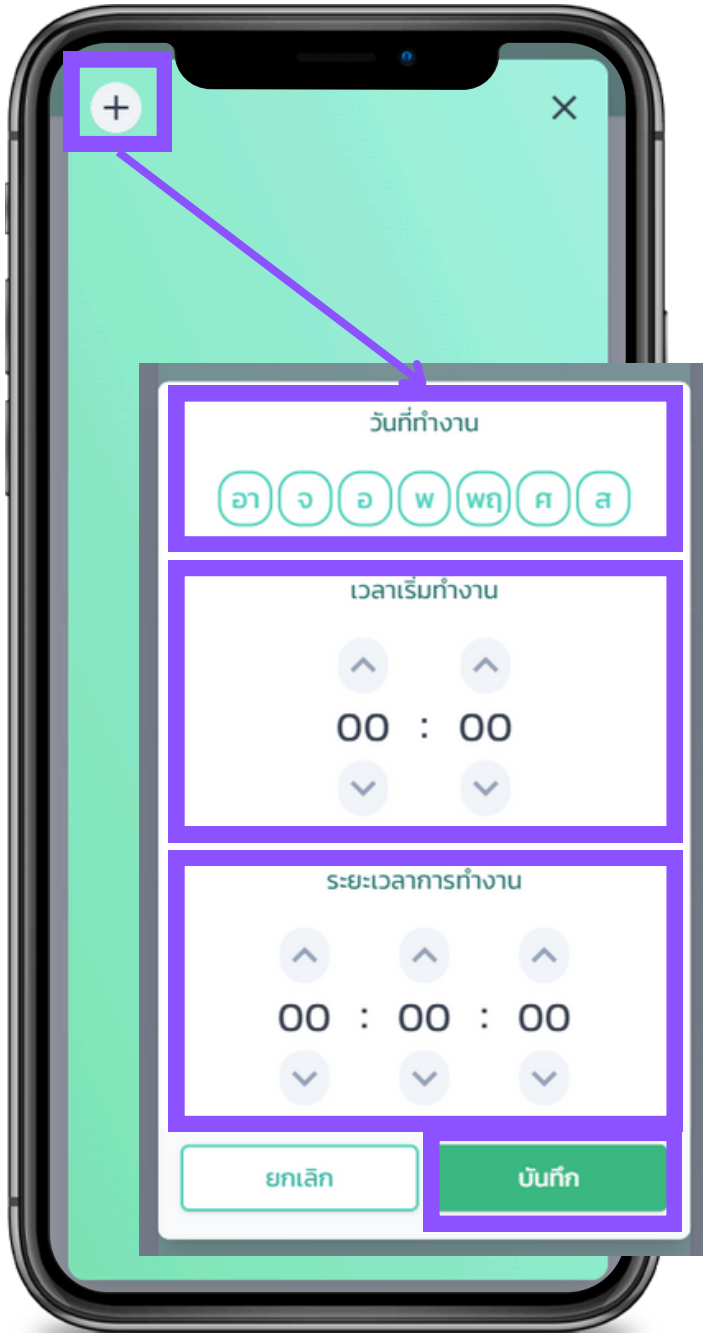 วันที่ทำงาน
อา จ อ พ พฤ ศ ส
เวลาเริ่มทำงาน
00 : 00
ระยะเวลาการทำงาน
00 : 00 : 00
ยกเลิก บันทึก